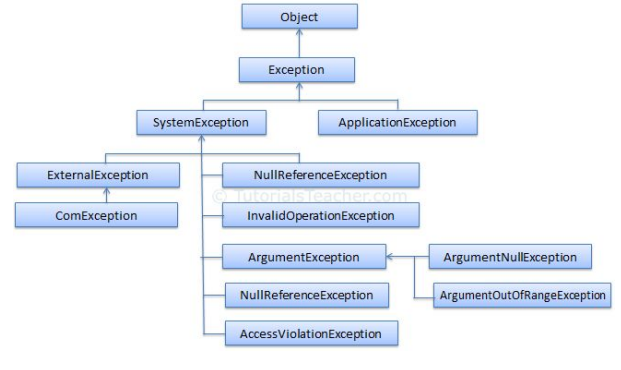 Object
Exception
SystemException
ApplicationException
ExternalException
NullReferenceException
© TutorialsTeacher.com
ComException
InvalidOperationException
ArgumentException
ArgumentNullException
NullReferenceException
ArgumentOutOfRangeException
AccessViolationException